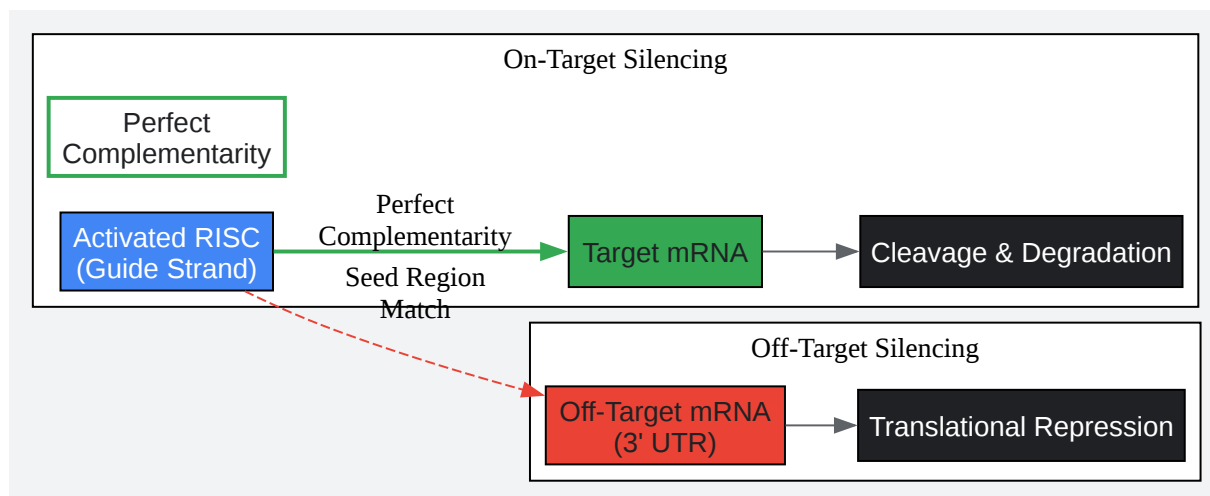 On-Target Silencing
Perfect
Complementarity
Activated RISC
(Guide Strand)
Perfect
Complementarity
Seed Region
Match
Target mRNA
Cleavage & Degradation
Off-Target Silencing
Off-Target mRNA
(3' UTR)
Translational Repression